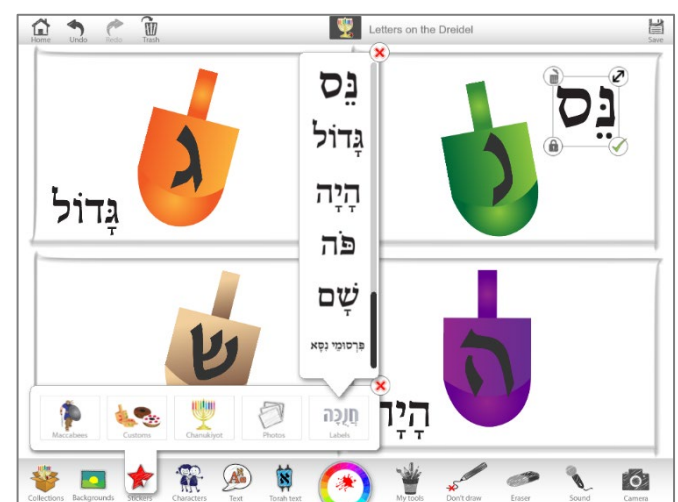 Home
Undo
Redo
Trash
Letters on the Dreidel
Save
נֵּס
גָּדוֹל
הָיָה
פֹּה
שָׁם
פִּרְסוּמֵי נִסָּא
ג
גָּדוֹל
נ
נֵּס
ש
ה
הָיָה
Maccabees
Customs
Chanukiyot
Photos
חֲנֻכָּה
Labels
Collections
Backgrounds
Stickers
Characters
Text
Torah text
My tools
Don't draw
Eraser
Sound
Camera